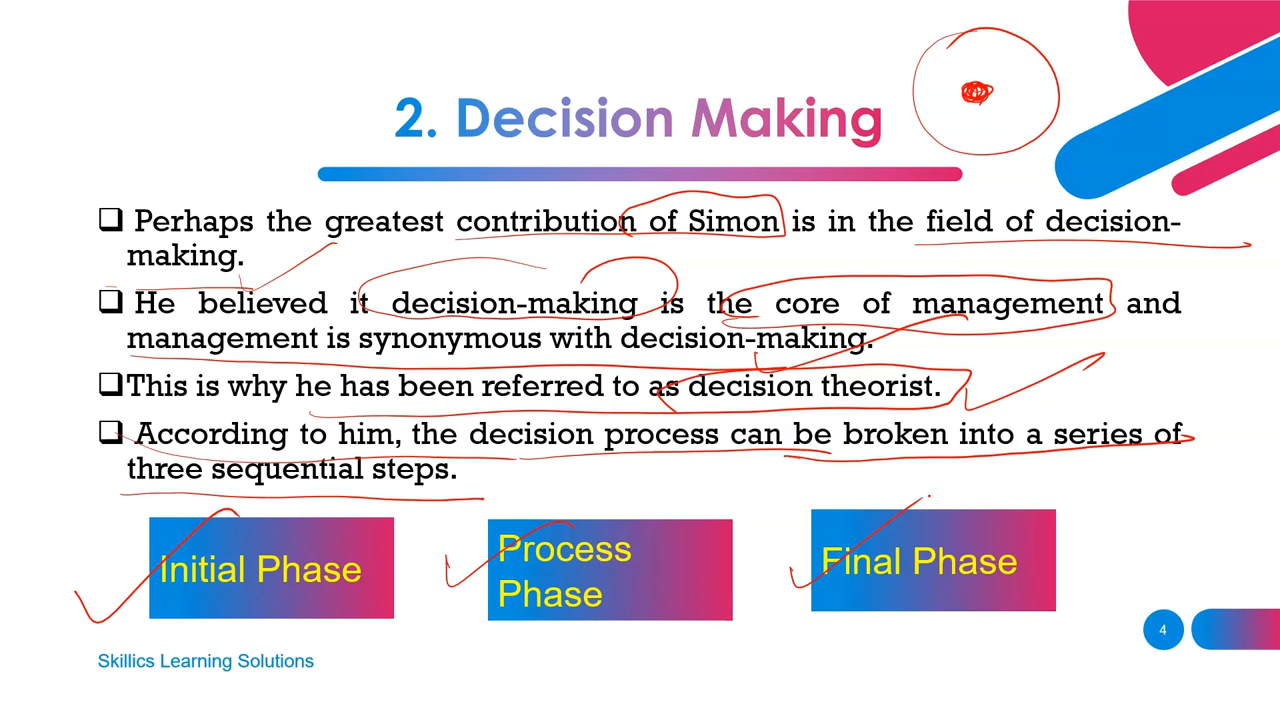 2. Decision Making
❑ Perhaps the greatest contribution of Simon is in the field of decision-
making.
❑ He believed it decision-making is the core of management and
management is synonymous with decision-making.
❑This is why he has been referred to as decision theorist.
❑ According to him, the decision process can be broken into a series of
three sequential steps.
Initial Phase
Process
Phase
Final Phase
4
Skillics Learning Solutions